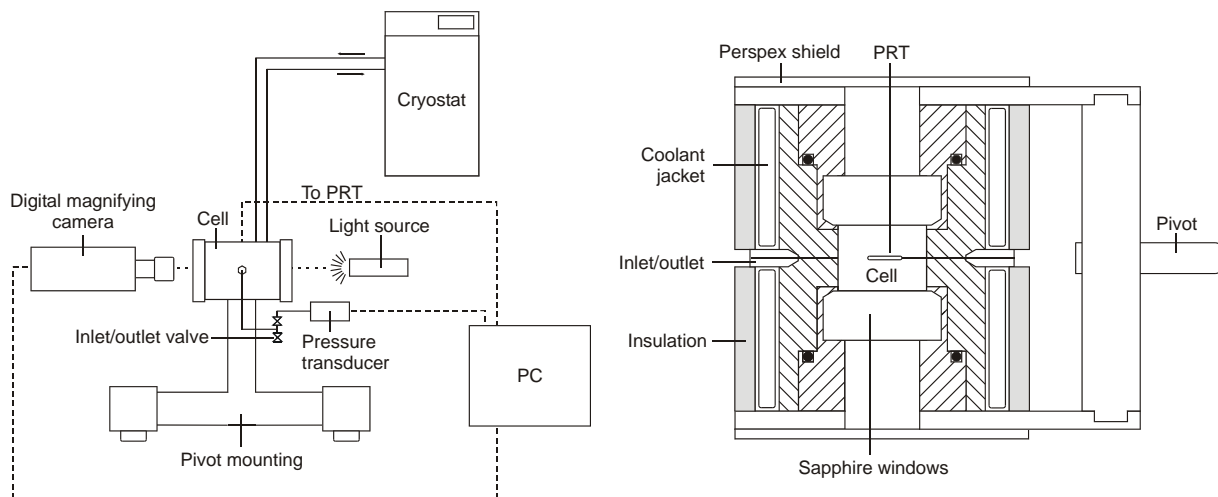 Cryostat
To PRT
Digital magnifying
camera
Cell
Light source
Inlet/outlet valve
Pressure
transducer
PC
Pivot mounting
Perspex shield
PRT
Coolant
jacket
Pivot
Inlet/outlet
Cell
Insulation
Sapphire windows